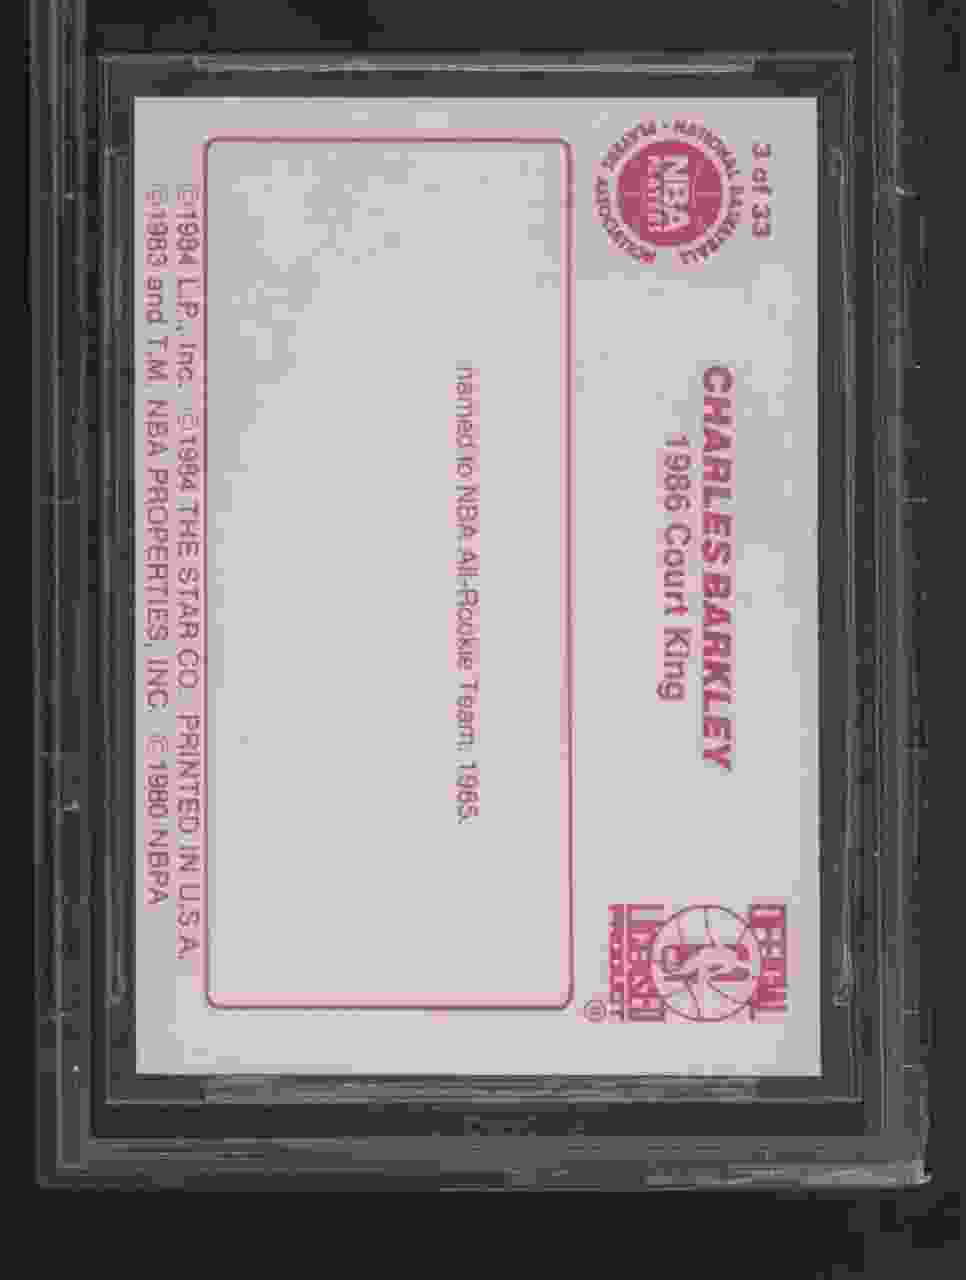 3 of 33
NATIONAL BASKETBALL PLAYERS ASSOCIATION
NBA
PLAYERS
CHARLES BARKLEY
1986 Court King
OFFICIAL
LICENSED
PRODUCT
®
named to NBA All-Rookie Team, 1985.
©1984 L.P., Inc. ©1984 THE STAR CO. PRINTED IN U.S.A.
©1983 and T.M. NBA PROPERTIES, INC. ©1980 NBPA